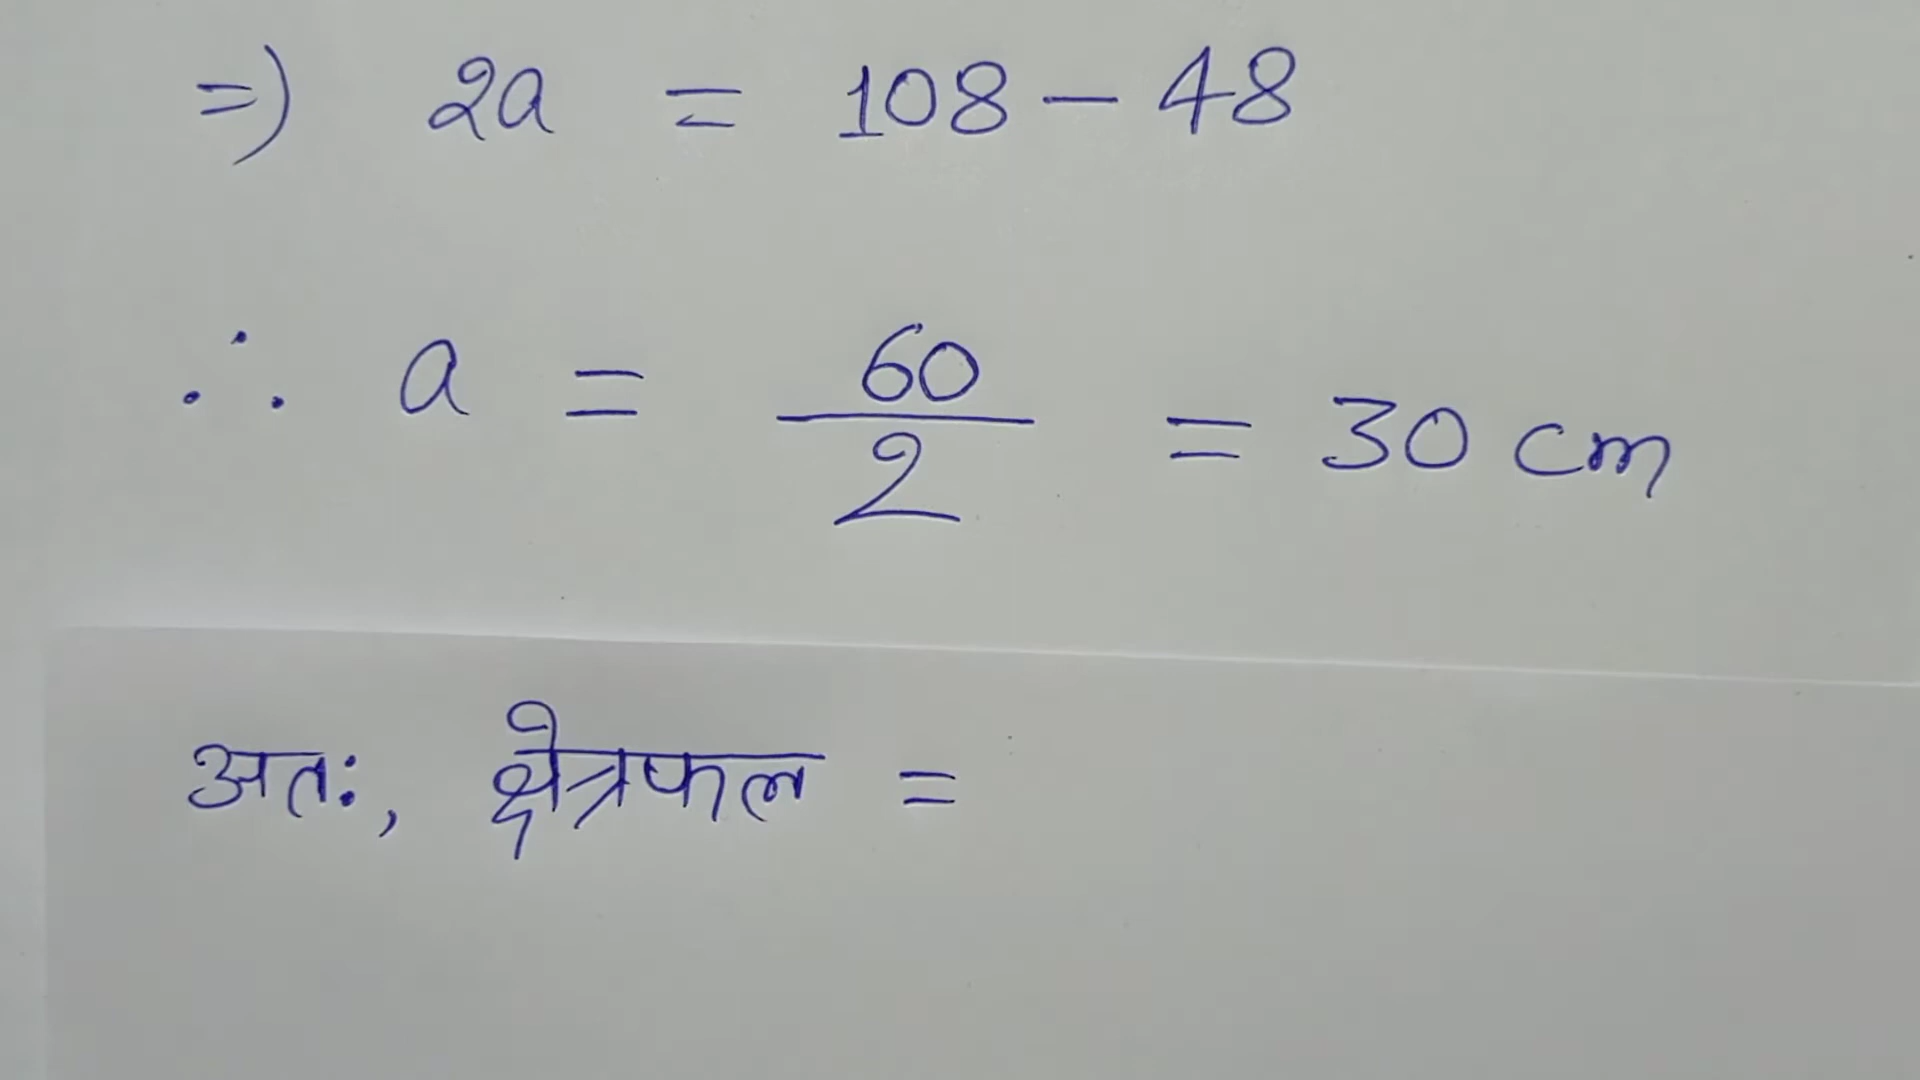 =) 2a = 108 - 48
∴ a = 60/2 = 30 cm
अतः, क्षेत्रफल =